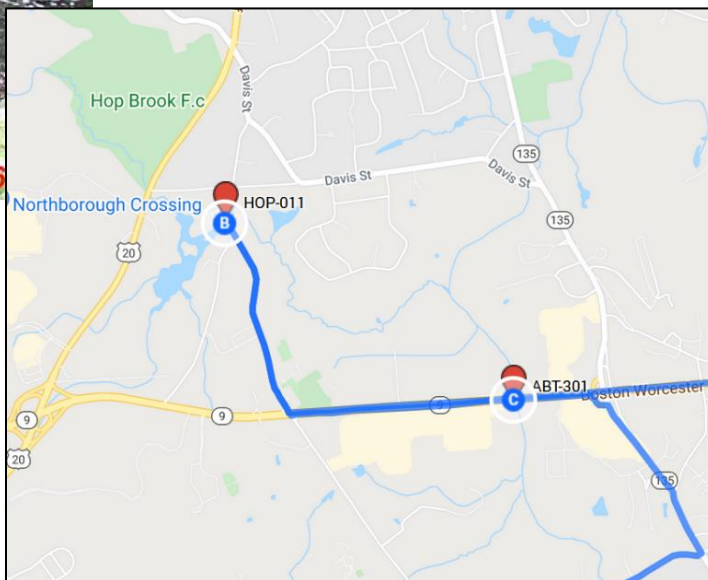 Hop Brook F.c
Davis St
135
Davis St
Davis St
HOP-011
Northborough Crossing
B
135
20
ABT-301
9
9
C
Boston Worcester
9
20
135